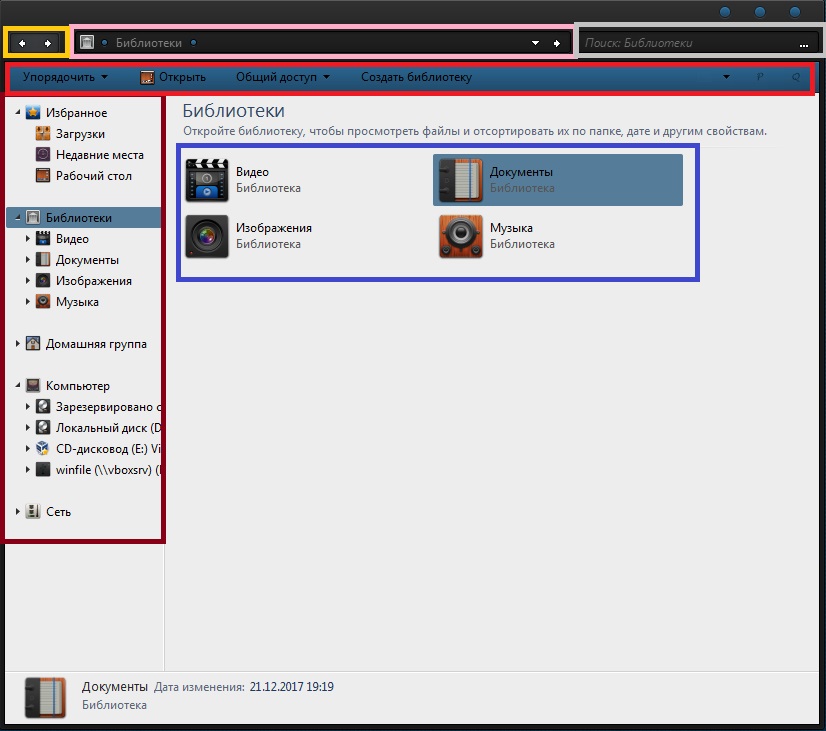 Библиотеки
Поиск: Библиотеки
...
Упорядочить Открыть Общий доступ Создать библиотеку
Избранное
Загрузки
Недавние места
Рабочий стол
Библиотеки
Видео
Документы
Изображения
Музыка
Домашняя группа
Компьютер
Зарезервировано с
Локальный диск (D
CD-дисковод (E:) Vi
winfile (\\vboxsrv) (
Сеть
Библиотеки
Откройте библиотеку, чтобы просмотреть файлы и отсортировать их по папке, дате и другим свойствам.
Видео
Библиотека
Документы
Библиотека
Изображения
Библиотека
Музыка
Библиотека
Документы Дата изменения: 21.12.2017 19:19
Библиотека